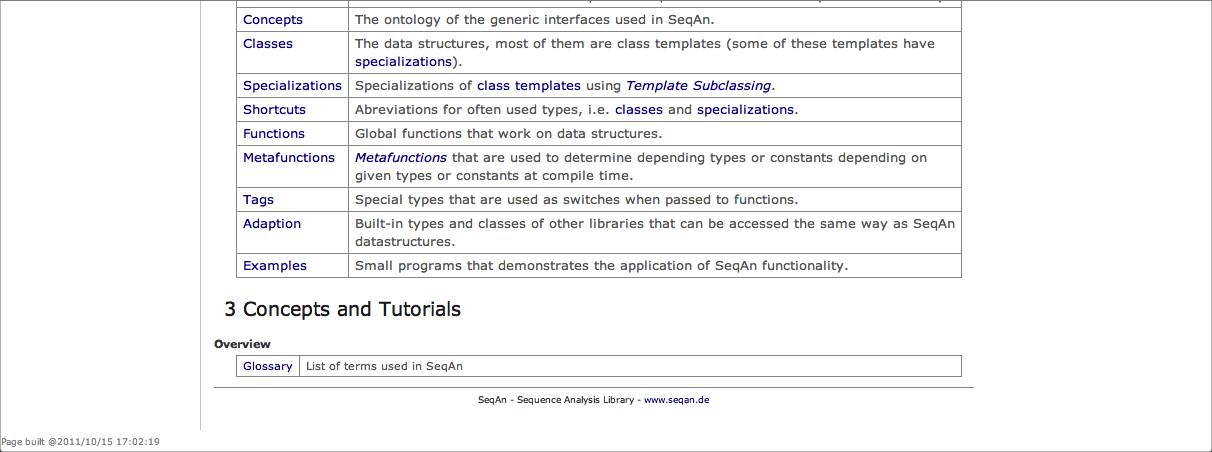 Concepts The ontology of the generic interfaces used in SeqAn.
Classes The data structures, most of them are class templates (some of these templates have
specializations).
Specializations Specializations of class templates using Template Subclassing.
Shortcuts Abreviations for often used types, i.e. classes and specializations.
Functions Global functions that work on data structures.
Metafunctions Metafunctions that are used to determine depending types or constants depending on
given types or constants at compile time.
Tags Special types that are used as switches when passed to functions.
Adaption Built-in types and classes of other libraries that can be accessed the same way as SeqAn
datastructures.
Examples Small programs that demonstrates the application of SeqAn functionality.
3 Concepts and Tutorials
Overview
Glossary List of terms used in SeqAn
SeqAn - Sequence Analysis Library - www.seqan.de
Page built @2011/10/15 17:02:19